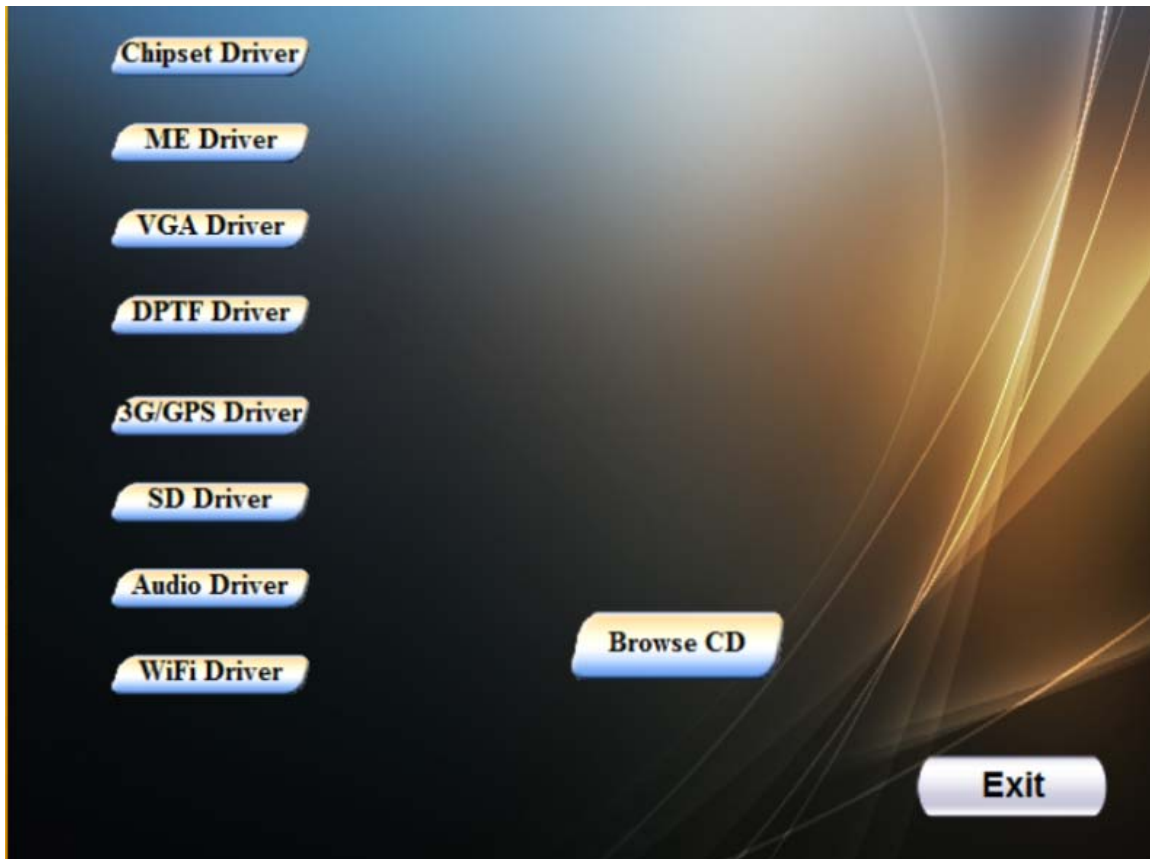 Chipset Driver
ME Driver
VGA Driver
DPTF Driver
3G/GPS Driver
SD Driver
Audio Driver
WiFi Driver
Browse CD
Exit